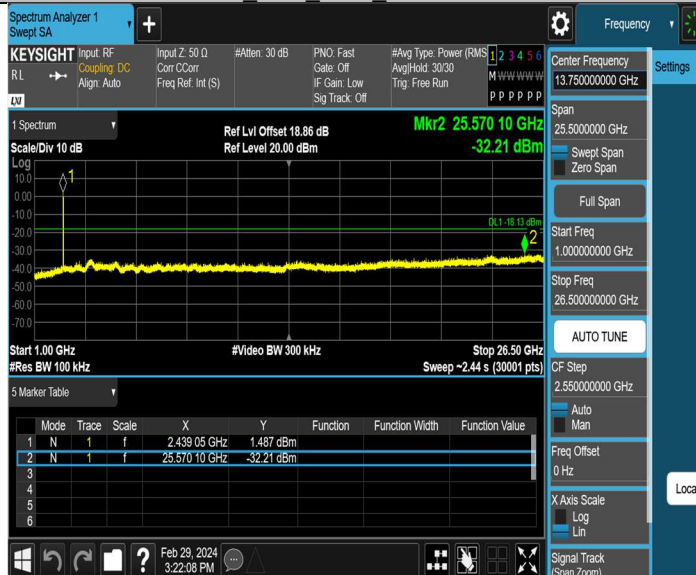 Spectrum Analyzer 1
Swept SA
Frequency
KEYSIGHT Input: RF Input Z: 50 Ω #Atten: 30 dB PNO: Fast #Avg Type: Power (RMS 1 2 3 4 5 6
R L Coupling: DC Corr CCorr Gate: Off Avg|Hold: 30/30 M W W W W W
Align: Auto Freq Ref: Int (S) IF Gain: Low Trig: Free Run
Sig Track: Off P P P P P P
LXI
1 Spectrum Ref Lvl Offset 18.86 dB Mkr2 25.570 10 GHz
Scale/Div 10 dB Ref Level 20.00 dBm -32.21 dBm
Log
10.0 1
0.00
-10.0 DL1 -18.13 dBm
-20.0 2
-30.0
-40.0
-50.0
-60.0
-70.0
Start 1.00 GHz #Video BW 300 kHz Stop 26.50 GHz
#Res BW 100 kHz Sweep ~2.44 s (30001 pts)
5 Marker Table
Mode Trace Scale X Y Function Function Width Function Value
1 N 1 f 2.439 05 GHz 1.487 dBm
2 N 1 f 25.570 10 GHz -32.21 dBm
3
4
5
6
? Feb 29, 2024
3:22:08 PM
Center Frequency
13.750000000 GHz
Settings
Span
25.5000000 GHz
Swept Span
Zero Span
Full Span
Start Freq
1.000000000 GHz
Stop Freq
26.500000000 GHz
AUTO TUNE
CF Step
2.550000000 GHz
Auto
Man
Freq Offset
0 Hz
Loca
X Axis Scale
Log
Lin
Signal Track
(Span Zoom)